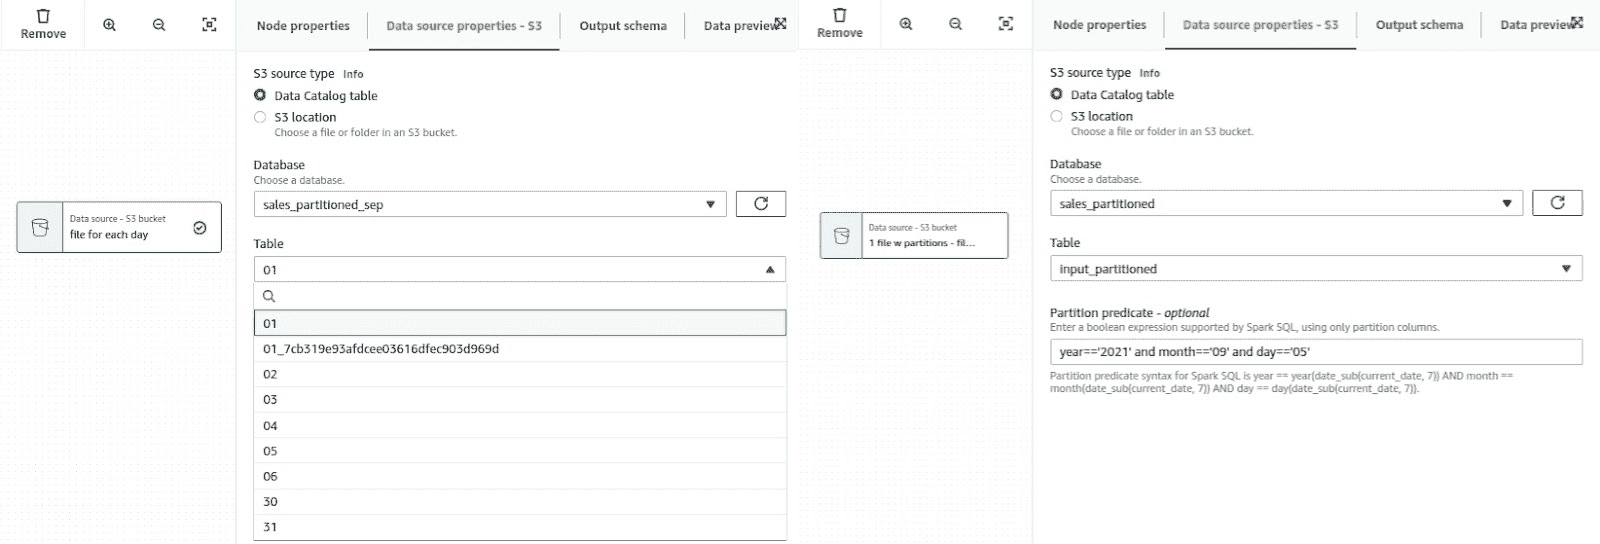 Remove
Node properties
Data source properties - S3
Output schema
Data preview
S3 source type Info
Data Catalog table
S3 location
Choose a file or folder in an S3 bucket.
Database
Choose a database.
sales_partitioned_sep
Table
01
01
01_7cb319e93afdcee03616dfec903d969d
02
03
04
05
06
30
31
Data source - S3 bucket
file for each day
Remove
Node properties
Data source properties - S3
Output schema
Data preview
S3 source type Info
Data Catalog table
S3 location
Choose a file or folder in an S3 bucket.
Database
Choose a database.
sales_partitioned
Table
input_partitioned
Partition predicate - optional
Enter a boolean expression supported by Spark SQL, using only partition columns.
year=='2021' and month=='09' and day=='05'
Partition predicate syntax for Spark SQL is year == year(date_sub(current_date, 7)) AND month ==
month(date_sub(current_date, 7)) AND day == day(date_sub(current_date, 7)).
Data source - S3 bucket
1 file w partitions - fil...